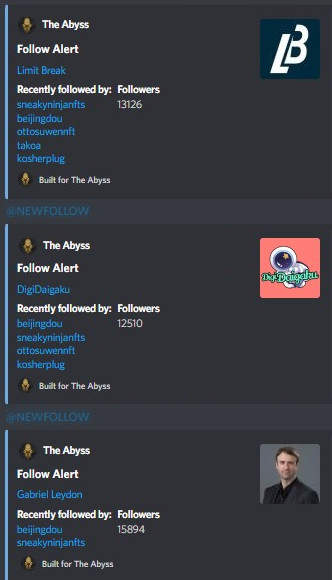 The Abyss
Follow Alert
LB
Limit Break
Recently followed by: Followers
sneakyninjanfts 13126
beijingdou
ottosuwennft
takoa
kosherplug
Built for The Abyss
@NEWFOLLOW
The Abyss
Follow Alert
DigiDaigaku
DigiDaigaku
Recently followed by: Followers
beijingdou 12510
sneakyninjanfts
ottosuwennft
kosherplug
Built for The Abyss
@NEWFOLLOW
The Abyss
Follow Alert
Gabriel Leydon
Recently followed by: Followers
beijingdou 15894
sneakyninjanfts
Built for The Abyss